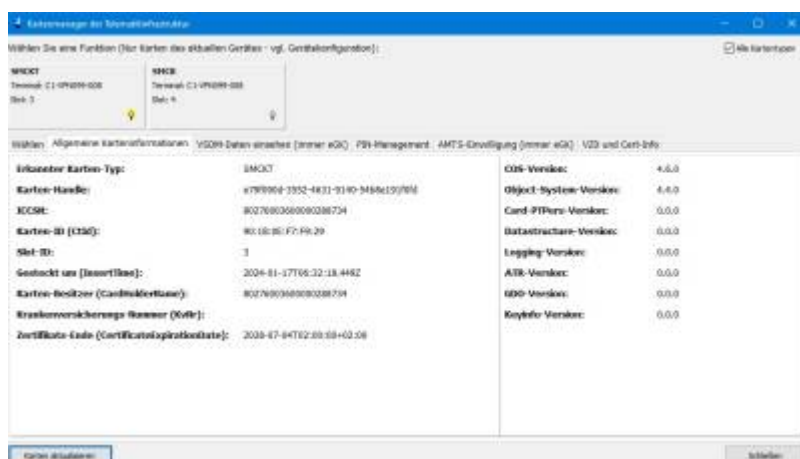 Kartenmanager der Telematikinfrastruktur
Wählen Sie eine Funktion (Nur Karten des aktuellen Gerätes - vgl. Gerätekonfiguration):
Alle Kartentypen
SMCKT
Terminal:
Slot: 3
SMCB
Terminal:
Slot: 4
Wählen
Allgemeine Karteninformationen
VSDM-Daten einsehen (immer eGK)
PIN-Management
AMTS-Einwilligung (immer eGK)
VZD und Cert-Info
Erkannter Karten-Typ: SMCKT
Karten-Handle:
ICCSN:
Karten-ID (CtId):
Slot-ID: 3
Gesteckt um (InsertTime):
Karten-Besitzer (CardHolderName):
Krankenversicherungs-Nummer (KvNr):
Zertifikats-Ende (CertificateExpirationDate):
COS-Version: 4.6.0
Object-System-Version: 4.4.0
Card-PTPers-Version: 0.0.0
Datastructure-Version: 0.0.0
Logging-Version: 0.0.0
ATR-Version: 0.0.0
GDO-Version: 0.0.0
KeyInfo-Version: 0.0.0
Karten aktualisieren
Schließen